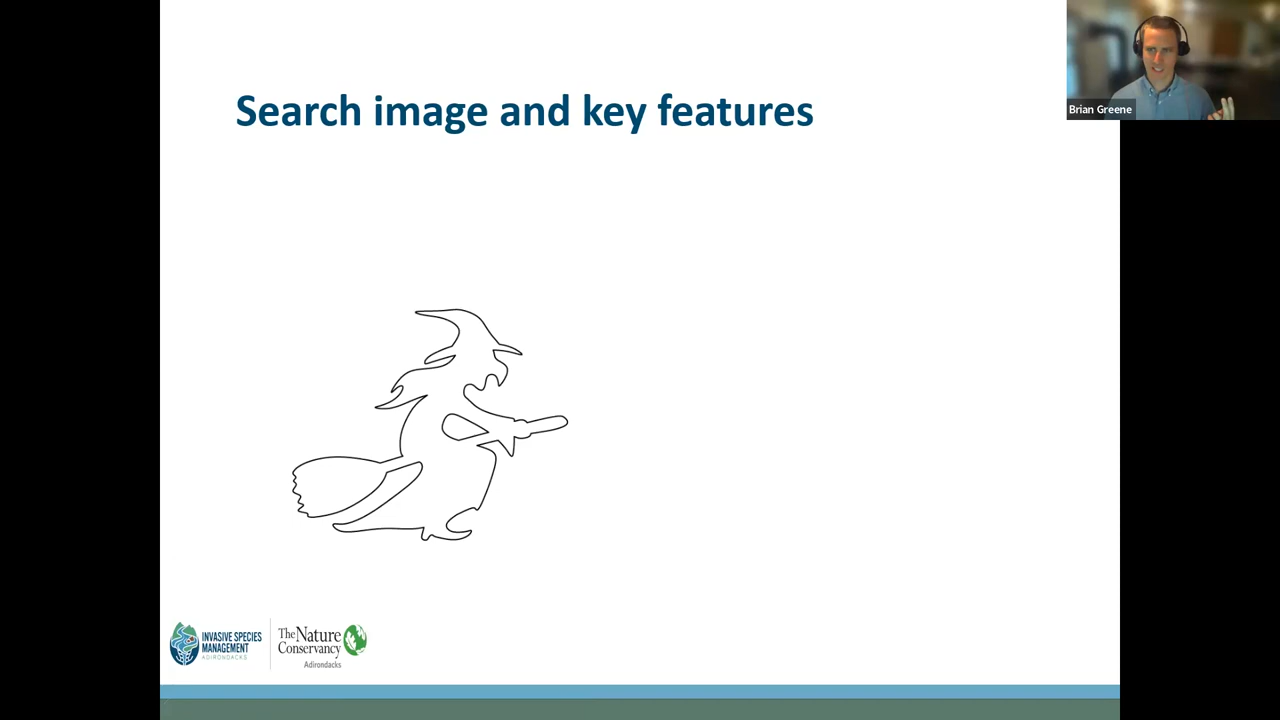 Search image and key features
Brian Greene
INVASIVE SPECIES
MANAGEMENT
ADIRONDACKS
The Nature
Conservancy
Adirondacks